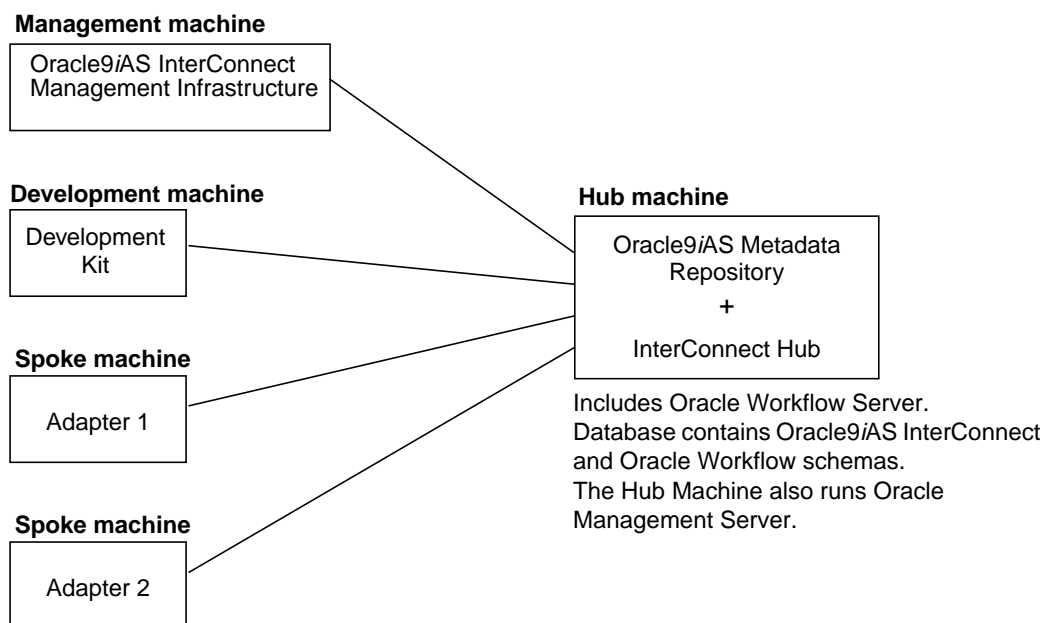 Management machine
Oracle9iAS InterConnect
Management Infrastructure
Development machine
Development
Kit
Spoke machine
Adapter 1
Spoke machine
Adapter 2
Hub machine
Oracle9iAS Metadata
Repository
+
InterConnect Hub
Includes Oracle Workflow Server.
Database contains Oracle9iAS InterConnect
and Oracle Workflow schemas.
The Hub Machine also runs Oracle
Management Server.